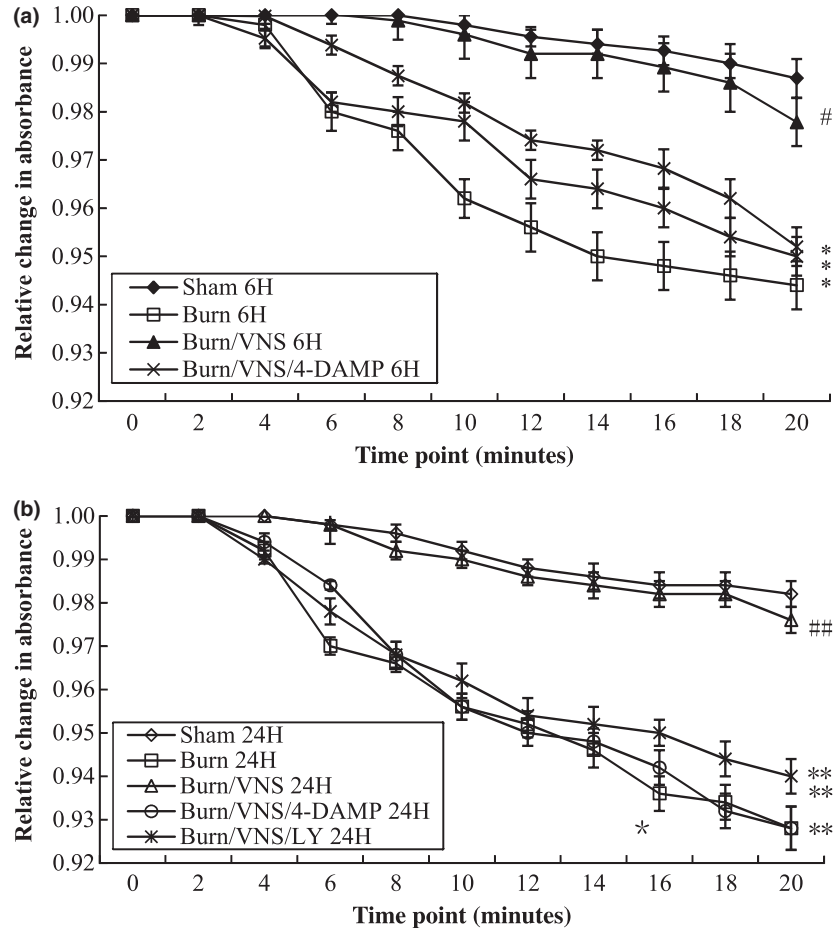 (a)
1.00
0.99
0.98
0.97
0.96
0.95
0.94
0.93
0.92
Relative change in absorbance
#
*
*
*
Sham 6H
Burn 6H
Burn/VNS 6H
Burn/VNS/4-DAMP 6H
0 2 4 6 8 10 12 14 16 18 20
Time point (minutes)
(b)
1.00
0.99
0.98
0.97
0.96
0.95
0.94
0.93
0.92
Relative change in absorbance
##
**
**
**
*
Sham 24H
Burn 24H
Burn/VNS 24H
Burn/VNS/4-DAMP 24H
Burn/VNS/LY 24H
0 2 4 6 8 10 12 14 16 18 20
Time point (minutes)